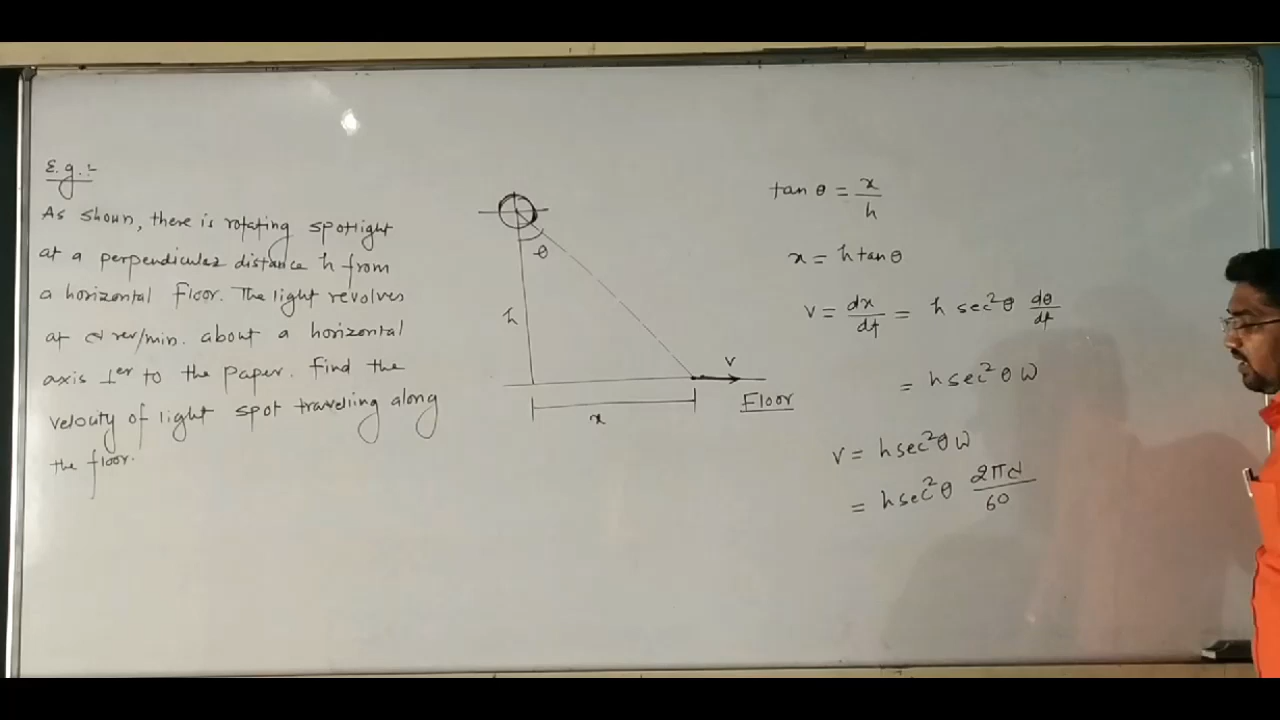 E.g.:-
As shown, there is rotating spotlight
at a perpendicular distance h from
a horizontal floor. The light revolves
at α rev/min. about a horizontal
axis ⊥er to the paper. Find the
velocity of light spot traveling along
the floor.
θ
h
v
x
Floor
tan θ = x/h
x = h tan θ
v = dx/dt = h sec²θ dθ/dt
= h sec²θ ω
v = h sec²θ ω
= h sec²θ 2πα/60